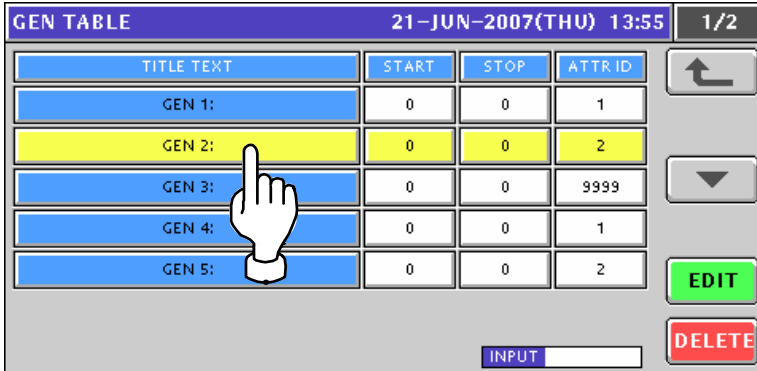 GEN TABLE 21-JUN-2007(THU) 13:55 1/2
TITLE TEXT START STOP ATTR ID
GEN 1: 0 0 1
GEN 2: 0 0 2
GEN 3: 0 0 9999
GEN 4: 0 0 1
GEN 5: 0 0 2
EDIT
DELETE
INPUT